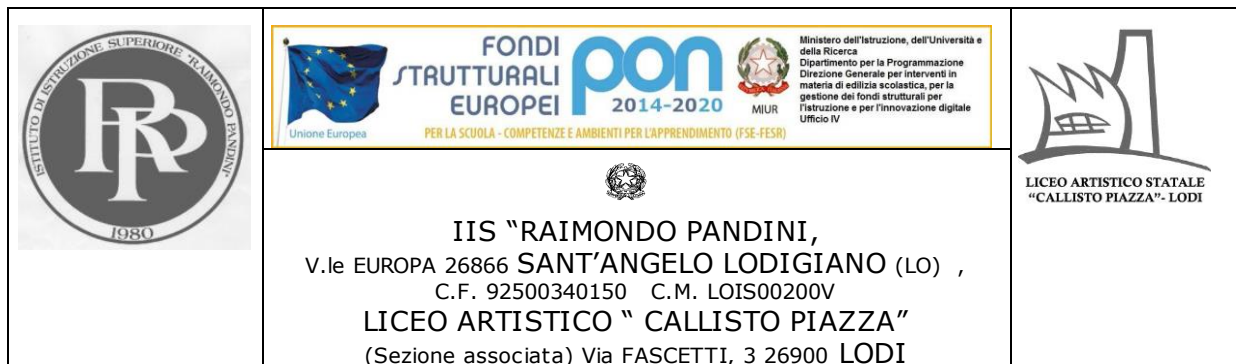 ISTITUTO DI ISTRUZIONE SUPERIORE "RAIMONDO PANDINI"
1980
Unione Europea
FONDI
STRUTTURALI
EUROPEI
pon
2014-2020
MIUR
Ministero dell'Istruzione, dell'Università e
della Ricerca
Dipartimento per la Programmazione
Direzione Generale per interventi in
materia di edilizia scolastica, per la
gestione dei fondi strutturali per
l'istruzione e per l'innovazione digitale
Ufficio IV
PER LA SCUOLA - COMPETENZE E AMBIENTI PER L'APPRENDIMENTO (FSE-FESR)
IIS "RAIMONDO PANDINI,
V.le EUROPA 26866 SANT'ANGELO LODIGIANO (LO) ,
C.F. 92500340150 C.M. LOIS00200V
LICEO ARTISTICO " CALLISTO PIAZZA"
(Sezione associata) Via FASCETTI, 3 26900 LODI
LICEO ARTISTICO STATALE
"CALLISTO PIAZZA"- LODI